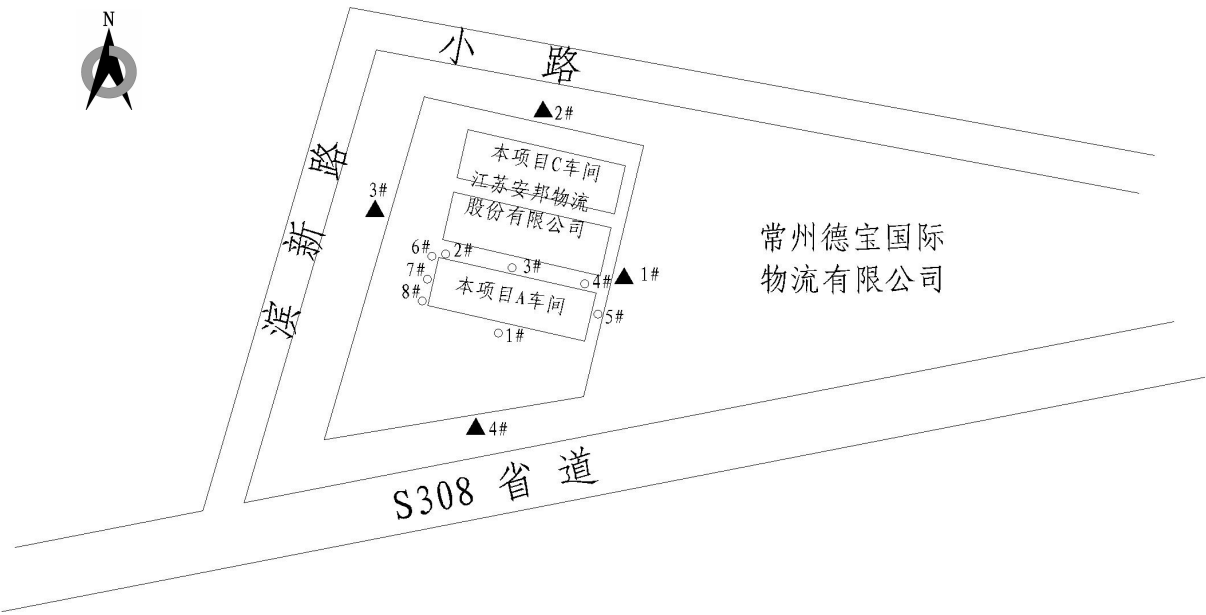 N
小 路
▲2#
本项目C车间
江苏安邦物流
股份有限公司
3#
▲
滨新路
常州德宝国际
物流有限公司
6#
2#
3#
7#
4#
▲ 1#
8#
本项目A车间
5#
1#
▲4#
S308 省 道